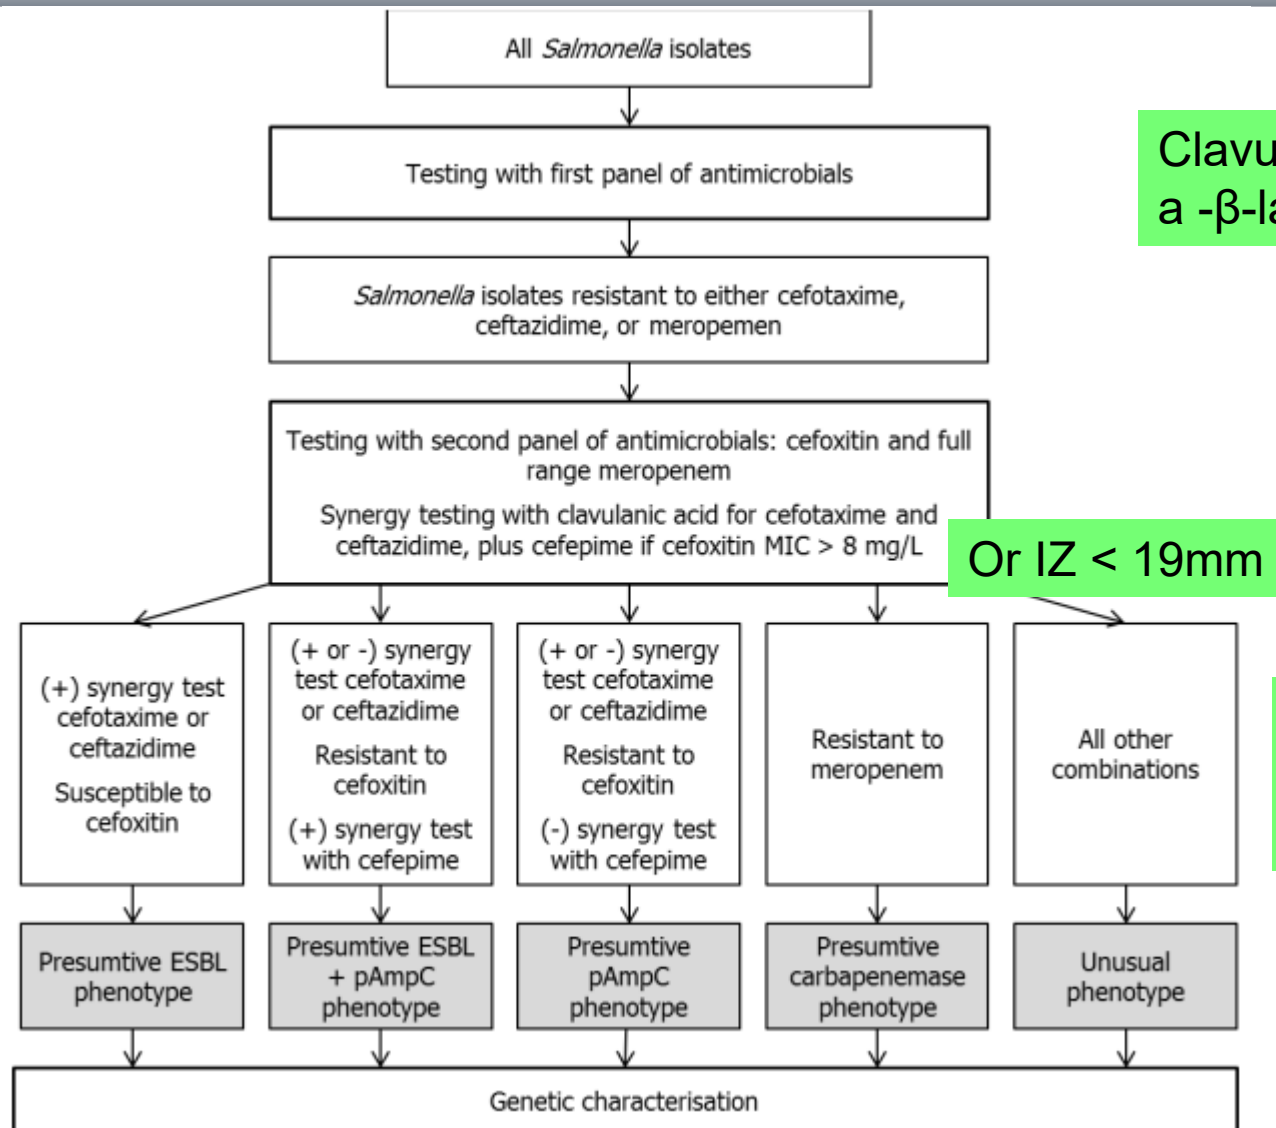 All Salmonella isolates
Testing with first panel of antimicrobials
Clavu
a -β-la
Salmonella isolates resistant to either cefotaxime,
ceftazidime, or meropemen
Testing with second panel of antimicrobials: cefoxitin and full
range meropenem
Synergy testing with clavulanic acid for cefotaxime and
ceftazidime, plus cefepime if cefoxitin MIC > 8 mg/L
Or IZ < 19mm
(+) synergy test
cefotaxime or
ceftazidime
Susceptible to
cefoxitin
(+ or -) synergy
test cefotaxime
or ceftazidime
Resistant to
cefoxitin
(+) synergy test
with cefepime
(+ or -) synergy
test cefotaxime
or ceftazidime
Resistant to
cefoxitin
(-) synergy test
with cefepime
Resistant to
meropenem
All other
combinations
Presumtive ESBL
phenotype
Presumtive ESBL
+ pAmpC
phenotype
Presumtive
pAmpC
phenotype
Presumtive
carbapenemase
phenotype
Unusual
phenotype
Genetic characterisation